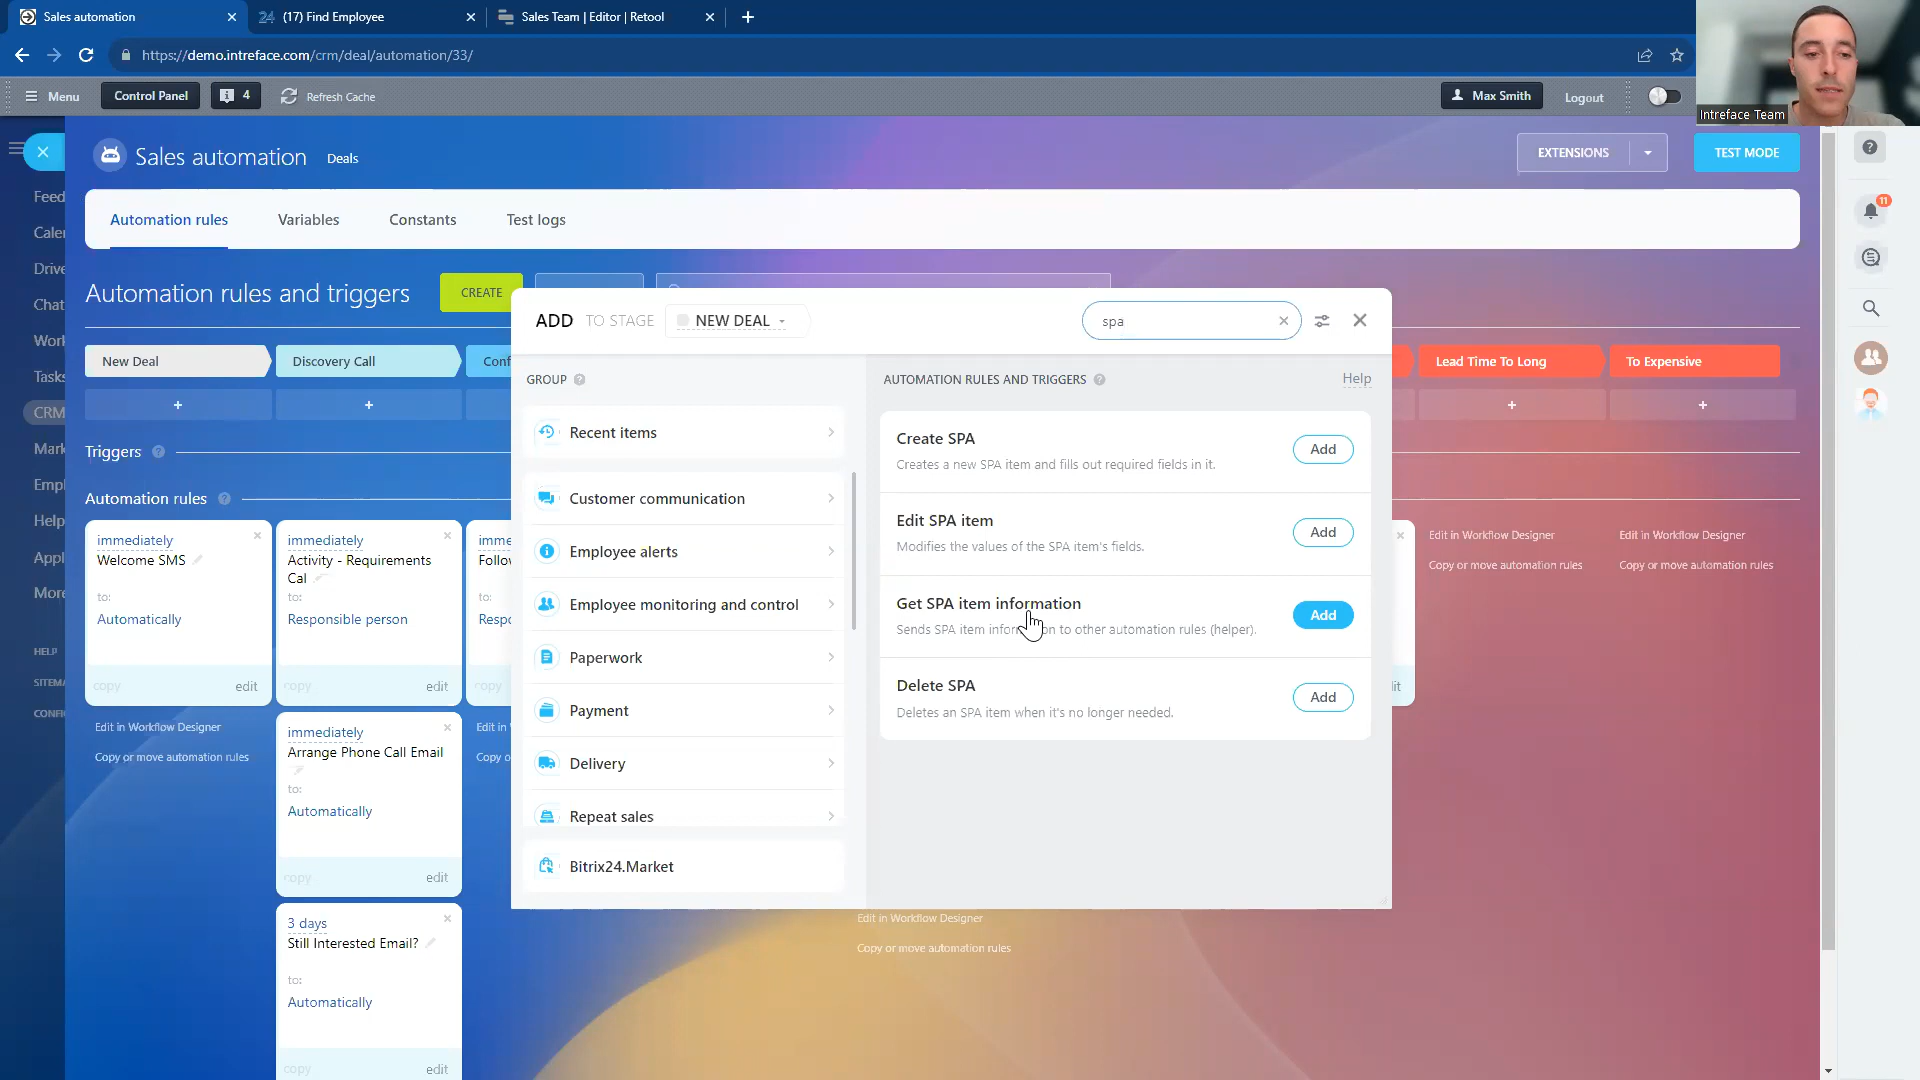 Sales automation
24 (17) Find Employee
Sales Team | Editor | Retool
https://demo.intreface.com/crm/deal/automation/33/
Menu
Control Panel
4
Refresh Cache
Max Smith
Logout
Intreface Team
Sales automation
Deals
EXTENSIONS
TEST MODE
11
Automation rules
Variables
Constants
Test logs
Automation rules and triggers
CREATE
Feed
Drive
Chat
CRM
Tasks
More
HELP
New Deal
Discovery Call
Lead Time To Long
To Expensive
+
+
+
+
Triggers
Automation rules
immediately
Welcome SMS
to:
Automatically
copy
edit
Edit in Workflow Designer
Copy or move automation rules
immediately
Activity - Requirements
Cal
to:
Responsible person
copy
edit
immediately
Arrange Phone Call Email
to:
Automatically
copy
edit
3 days
Still Interested Email?
to:
Automatically
copy
edit
to:
copy
Edit in Workflow Designer
Copy or move automation rules
Edit in Workflow Designer
Copy or move automation rules
Edit in Workflow Designer
Copy or move automation rules
ADD TO STAGE NEW DEAL
spa
GROUP
Recent items
Customer communication
Employee alerts
Employee monitoring and control
Paperwork
Payment
Delivery
Repeat sales
Bitrix24.Market
AUTOMATION RULES AND TRIGGERS
Help
Create SPA
Creates a new SPA item and fills out required fields in it.
Add
Edit SPA item
Modifies the values of the SPA item's fields.
Add
Get SPA item information
Sends SPA item information to other automation rules (helper).
Add
Delete SPA
Deletes an SPA item when it's no longer needed.
Add